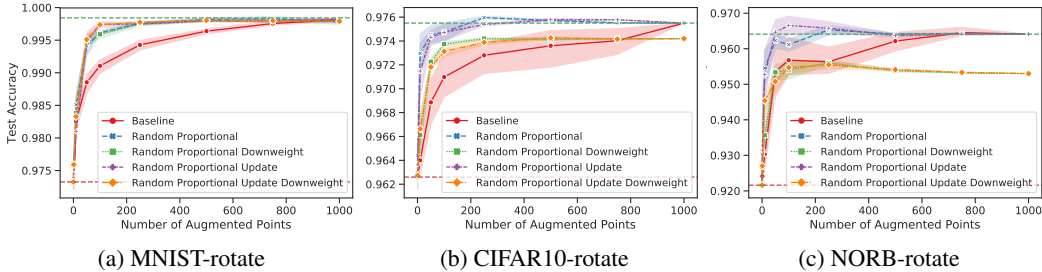 Test Accuracy
1.000
0.995
0.990
0.985
0.980
0.975
Baseline
Random Proportional
Random Proportional Downweight
Random Proportional Update
Random Proportional Update Downweight
0 200 400 600 800 1000
Number of Augmented Points
(a) MNIST-rotate
0.976
0.974
0.972
0.970
0.968
0.966
0.964
0.962
Baseline
Random Proportional
Random Proportional Downweight
Random Proportional Update
Random Proportional Update Downweight
0 200 400 600 800 1000
Number of Augmented Points
(b) CIFAR10-rotate
0.970
0.960
0.950
0.940
0.930
0.920
Baseline
Random Proportional
Random Proportional Downweight
Random Proportional Update
Random Proportional Update Downweight
0 200 400 600 800 1000
Number of Augmented Points
(c) NORB-rotate